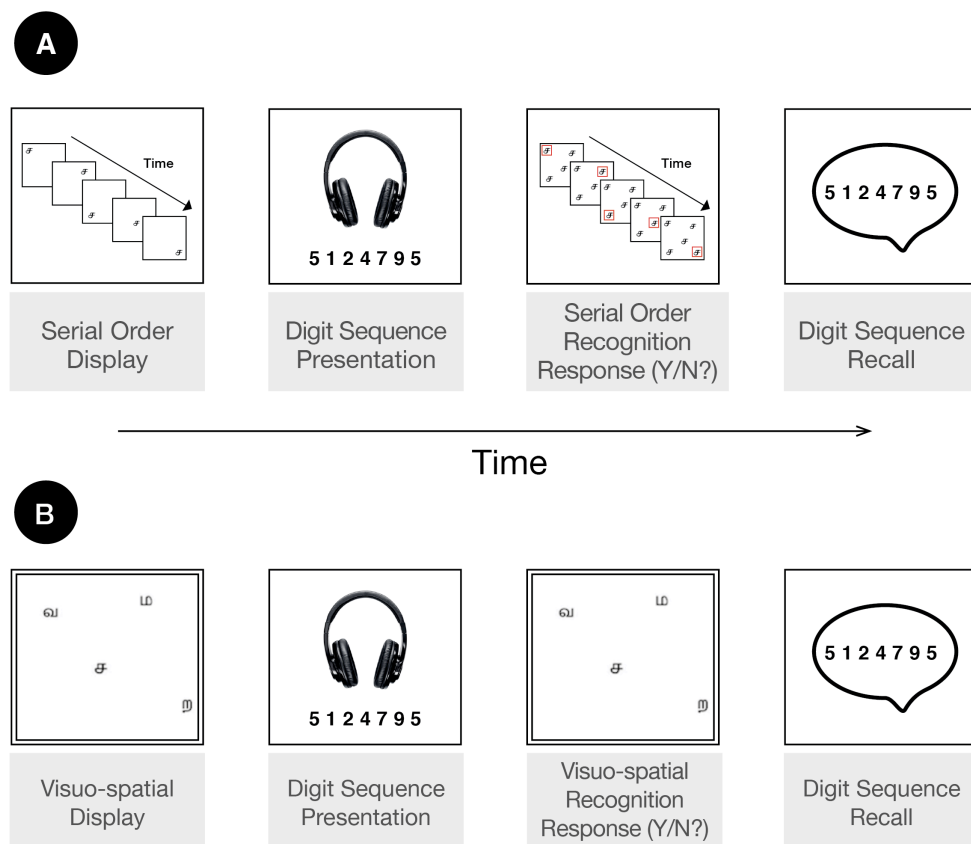 A
ச
ச
ச
ச
ச
Time
5 1 2 4 7 9 5
ச ச
ச ச ச
ச ச ச
ச ச ச
ச ச ச
ச ச ச
ச ச
ச ச
Time
5 1 2 4 7 9 5
Serial Order
Display
Digit Sequence
Presentation
Serial Order
Recognition
Response (Y/N?)
Digit Sequence
Recall
Time
B
வ ம
ச
ற
5 1 2 4 7 9 5
வ ம
ச
ற
5 1 2 4 7 9 5
Visuo-spatial
Display
Digit Sequence
Presentation
Visuo-spatial
Recognition
Response (Y/N?)
Digit Sequence
Recall